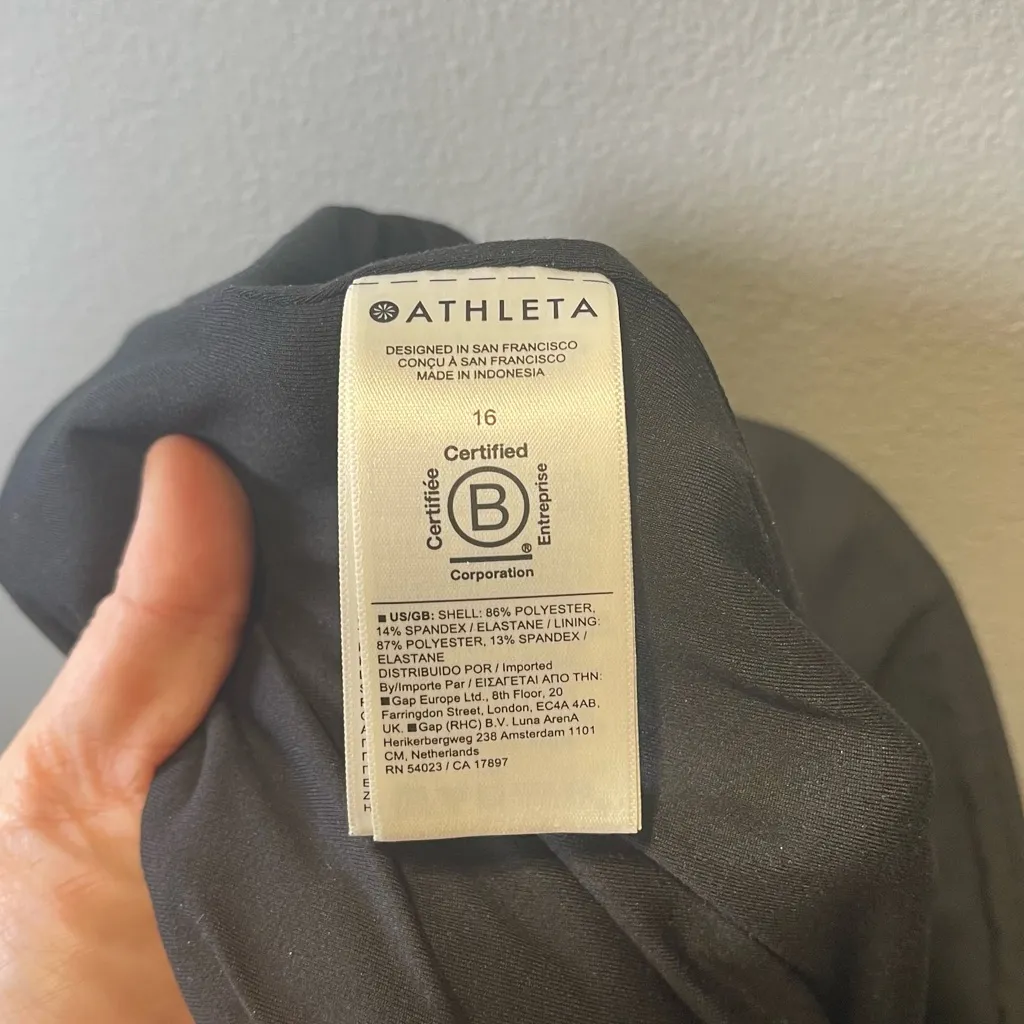 ATHLETA
DESIGNED IN SAN FRANCISCO
CONÇU À SAN FRANCISCO
MADE IN INDONESIA
16
Certified
Certifiée
B
Entreprise
®
Corporation
US/GB: SHELL: 86% POLYESTER,
14% SPANDEX / ELASTANE / LINING:
87% POLYESTER, 13% SPANDEX /
ELASTANE
DISTRIBUIDO POR / Imported
By/Importe Par / ΕΙΣΑΓΕΤΑΙ ΑΠΟ ΤΗΝ:
Gap Europe Ltd., 8th Floor, 20
Farringdon Street, London, EC4A 4AB,
UK. Gap (RHC) B.V. Luna ArenA
Herikerbergweg 238 Amsterdam 1101
CM, Netherlands
RN 54023 / CA 17897